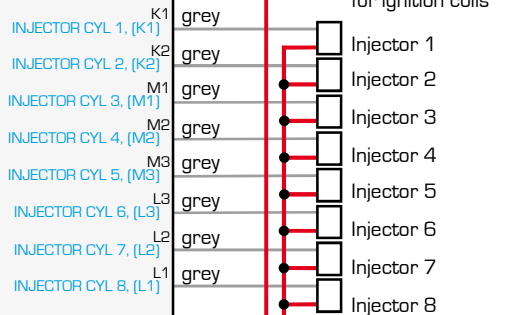 for ignition coils
K1 grey
INJECTOR CYL 1, (K1)
Injector 1
K2 grey
INJECTOR CYL 2, (K2)
Injector 2
M1 grey
INJECTOR CYL 3, (M1)
Injector 3
M2 grey
INJECTOR CYL 4, (M2)
Injector 4
M3 grey
INJECTOR CYL 5, (M3)
Injector 5
L3 grey
INJECTOR CYL 6, (L3)
Injector 6
L2 grey
INJECTOR CYL 7, (L2)
Injector 7
L1 grey
INJECTOR CYL 8, (L1)
Injector 8